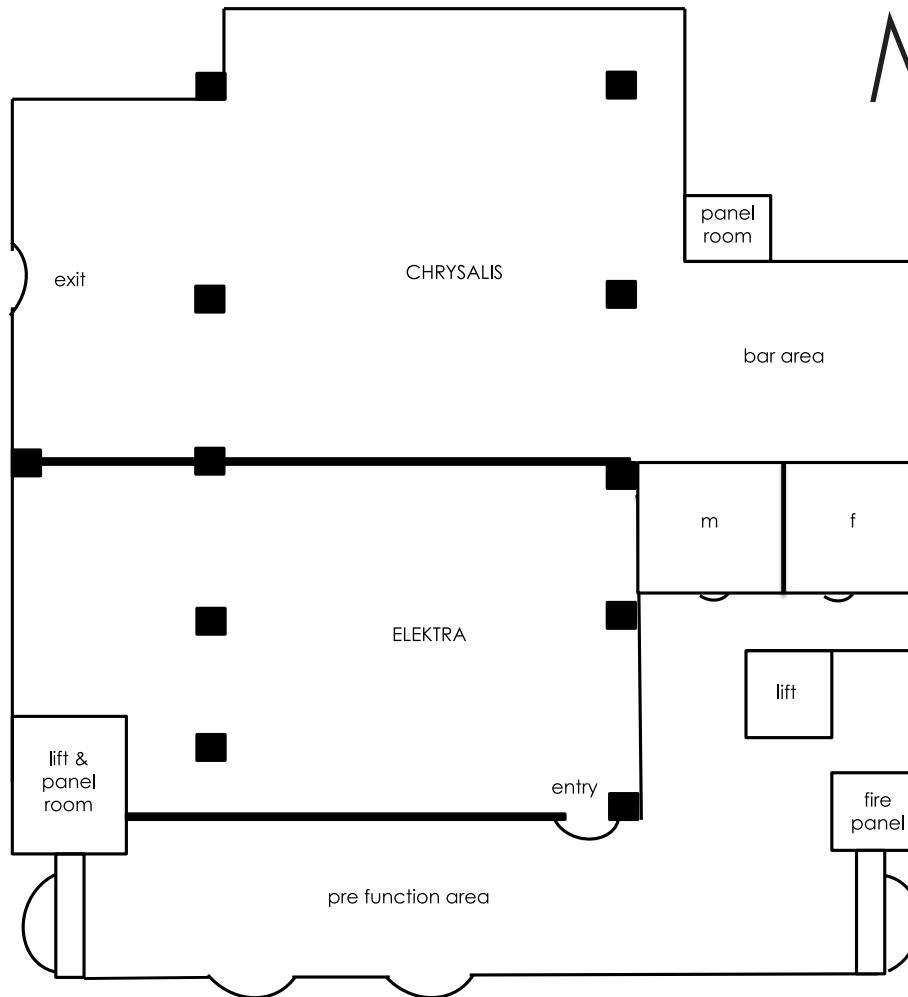 panel
room
exit
CHRYSALIS
bar area
m
f
ELEKTRA
lift
lift &
panel
room
entry
fire
panel
pre function area